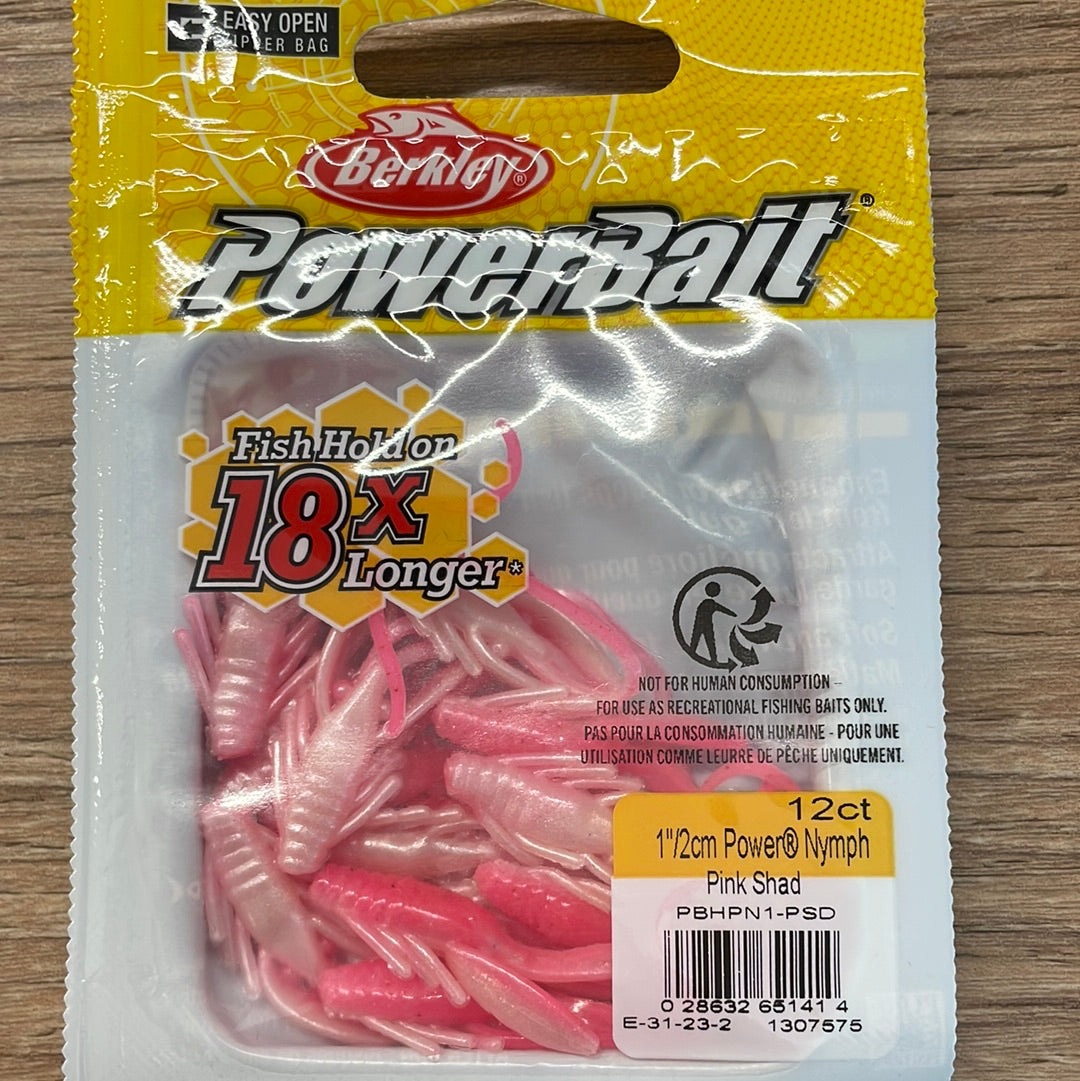 EASY OPEN
ZIPPER BAG
Berkley®
PowerBait®
Fish Hold on
18x
Longer*
NOT FOR HUMAN CONSUMPTION –
FOR USE AS RECREATIONAL FISHING BAITS ONLY.
PAS POUR LA CONSOMMATION HUMAINE - POUR UNE
UTILISATION COMME LEURRE DE PÊCHE UNIQUEMENT.
12ct
1"/2cm Power® Nymph
Pink Shad
PBHPN1-PSD
0 28632 65141 4
E-31-23-2 1307575